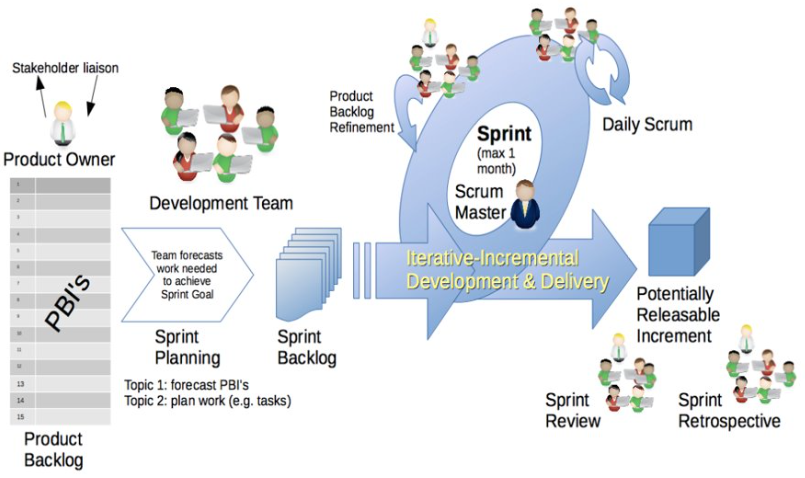 Stakeholder liaison
Product Owner
1
2
3
4
5
6
7
8
9
10
11
12
13
14
15
PBI's
Product
Backlog
Development Team
Team forecasts
work needed
to achieve
Sprint Goal
Sprint
Planning
Topic 1: forecast PBI's
Topic 2: plan work (e.g. tasks)
Sprint
Backlog
Product
Backlog
Refinement
Sprint
(max 1
month)
Scrum
Master
Daily Scrum
Iterative-Incremental
Development & Delivery
Potentially
Releasable
Increment
Sprint
Review
Sprint
Retrospective